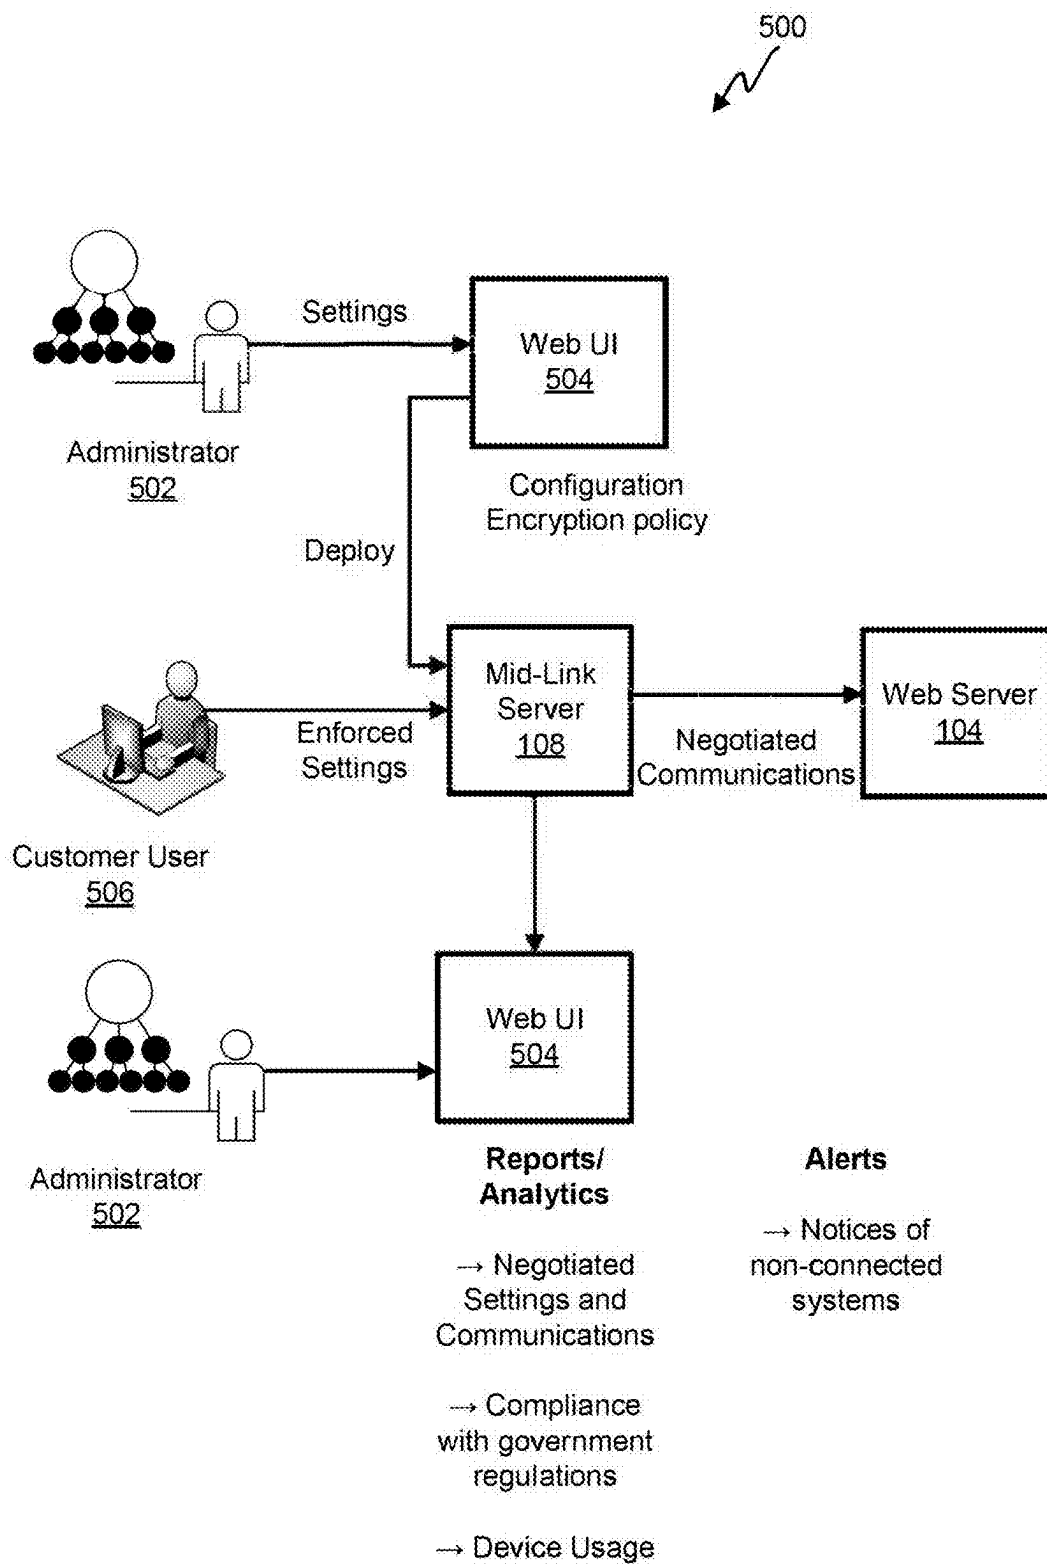 500
Settings
Web UI
504
Administrator
502
Configuration
Encryption policy
Deploy
Mid-Link
Server
108
Web Server
104
Enforced
Settings
Negotiated
Communications
Customer User
506
Web UI
504
Administrator
502
Reports/
Analytics
→ Negotiated
Settings and
Communications
→ Compliance
with government
regulations
→ Device Usage
Alerts
→ Notices of
non-connected
systems